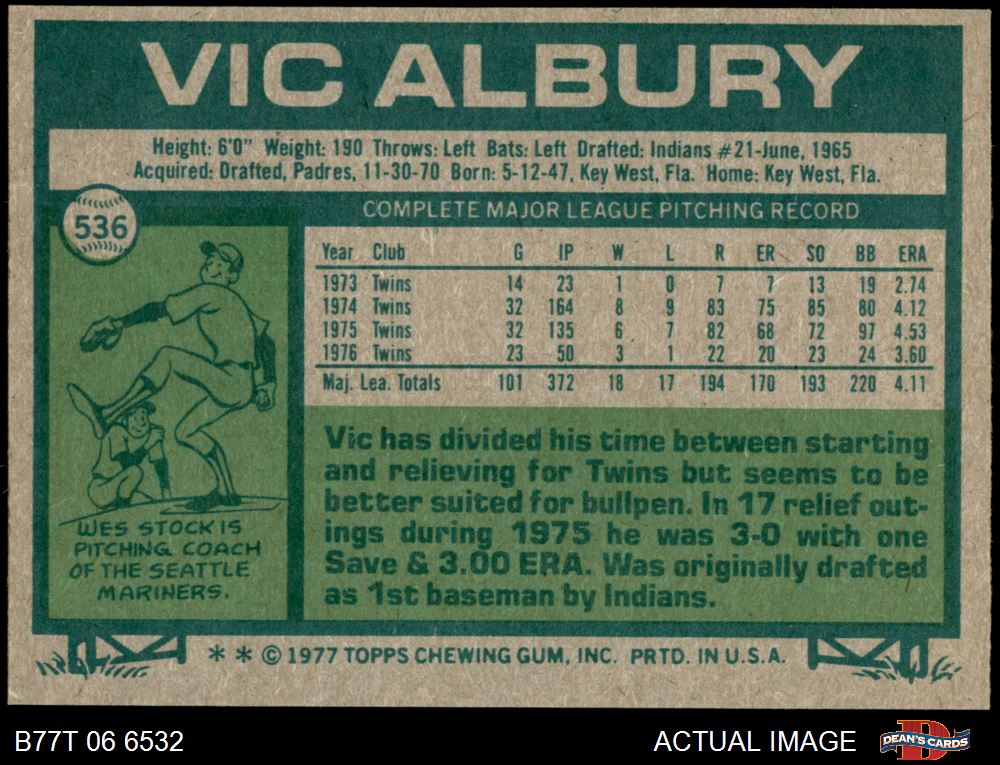 VIC ALBURY
Height: 6'0" Weight: 190 Throws: Left Bats: Left Drafted: Indians #21-June, 1965
Acquired: Drafted, Padres, 11-30-70 Born: 5-12-47, Key West, Fla. Home: Key West, Fla.
536
COMPLETE MAJOR LEAGUE PITCHING RECORD
Year Club G IP W L R ER SO BB ERA
1973 Twins 14 23 1 0 7 7 13 19 2.74
1974 Twins 32 164 8 9 83 75 85 80 4.12
1975 Twins 32 135 6 7 82 68 72 97 4.53
1976 Twins 23 50 3 1 22 20 23 24 3.60
Maj. Lea. Totals 101 372 18 17 194 170 193 220 4.11
WES STOCK IS
PITCHING COACH
OF THE SEATTLE
MARINERS.
Vic has divided his time between starting
and relieving for Twins but seems to be
better suited for bullpen. In 17 relief out-
ings during 1975 he was 3-0 with one
Save & 3.00 ERA. Was originally drafted
as 1st baseman by Indians.
** © 1977 TOPPS CHEWING GUM, INC. PRTD. IN U.S.A.
B77T 06 6532
ACTUAL IMAGE
DEAN'S CARDS